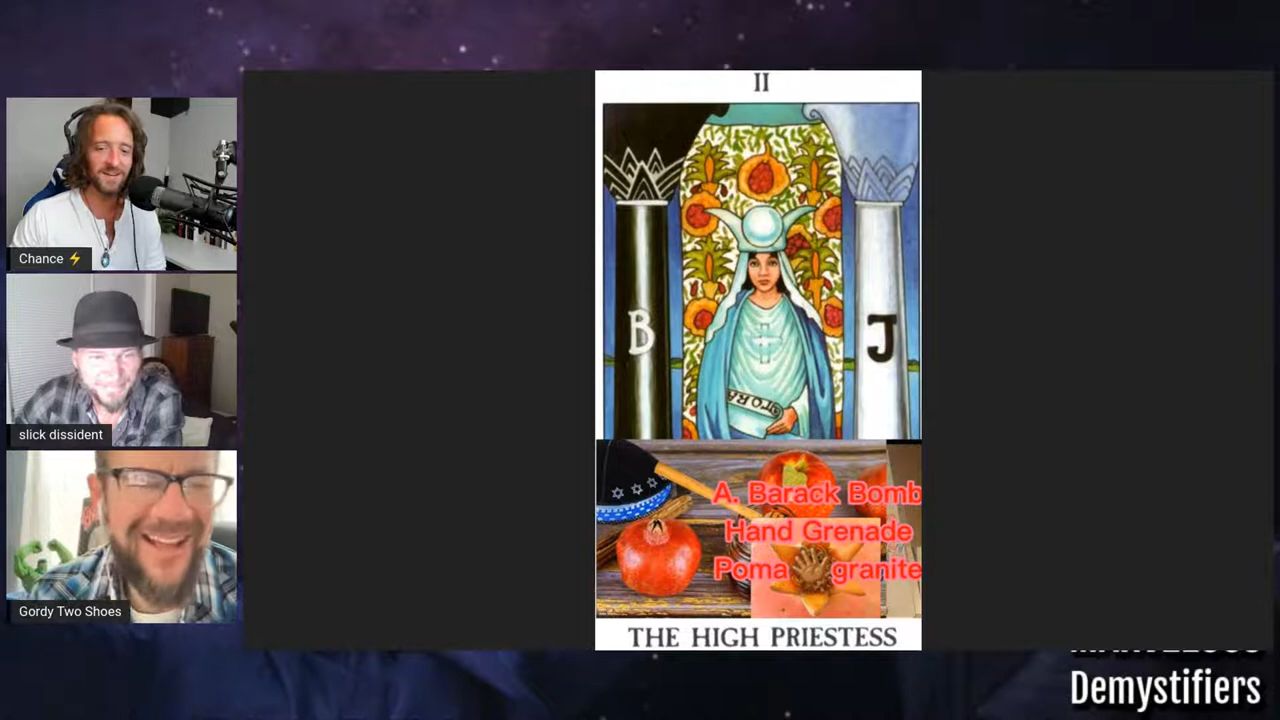 Chance ⚡
slick dissident
Gordy Two Shoes
II
B
J
TORA
A. Barack Bomb
Hand Grenade
Poma granite
THE HIGH PRIESTESS
Demystifiers